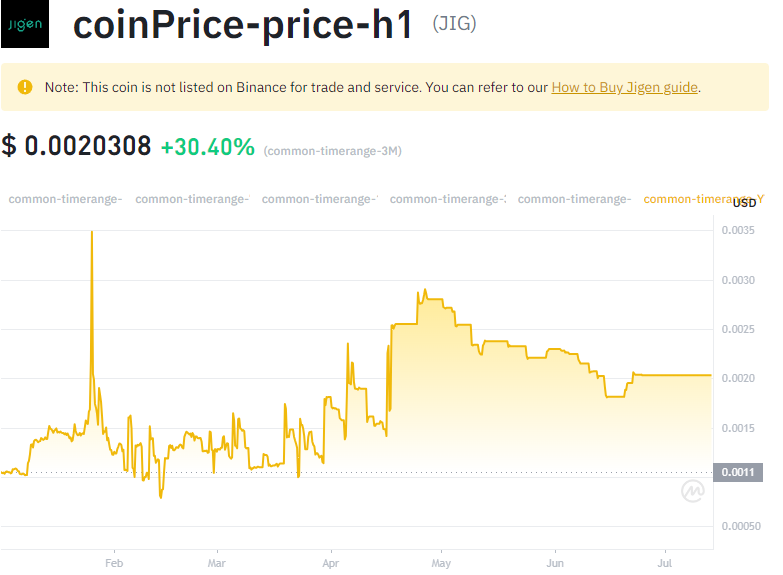 Jigen
coinPrice-price-h1 (JIG)
Note: This coin is not listed on Binance for trade and service. You can refer to our How to Buy Jigen guide.
$ 0.0020308 +30.40% (common-timerange-3M)
common-timerange- common-timerange- common-timerange- common-timerange- common-timerange- common-timerange-Y
USD
0.0035
0.0030
0.0025
0.0020
0.0015
0.0011
0.00050
Feb Mar Apr May Jun Jul